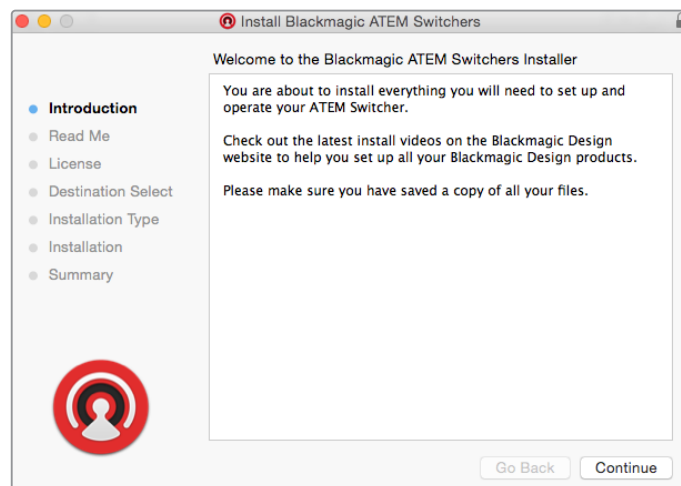 Install Blackmagic ATEM Switchers
Welcome to the Blackmagic ATEM Switchers Installer
Introduction
Read Me
License
Destination Select
Installation Type
Installation
Summary
You are about to install everything you will need to set up and
operate your ATEM Switcher.
Check out the latest install videos on the Blackmagic Design
website to help you set up all your Blackmagic Design products.
Please make sure you have saved a copy of all your files.
Go Back
Continue